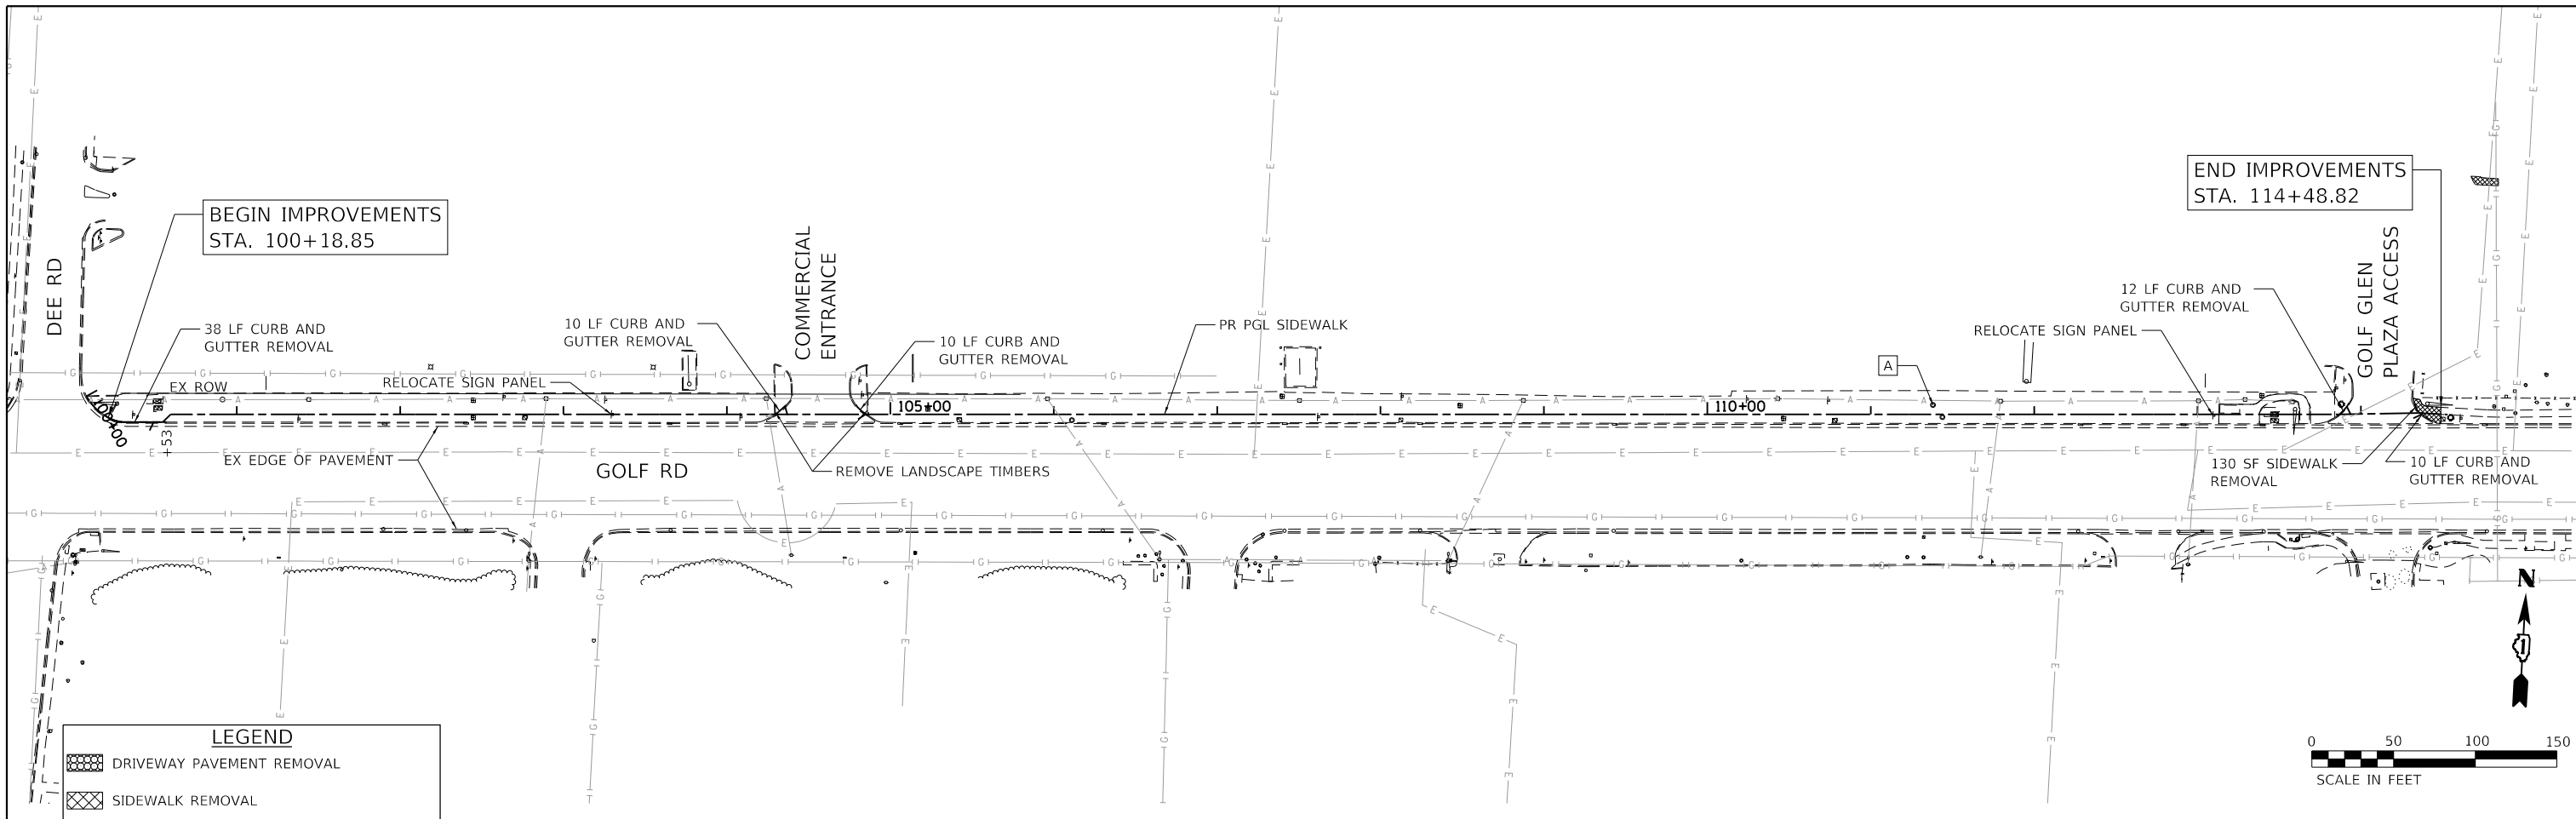 BEGIN IMPROVEMENTS
STA. 100+18.85
END IMPROVEMENTS
STA. 114+48.82
DEE RD
COMMERCIAL
ENTRANCE
GOLF GLEN
PLAZA ACCESS
38 LF CURB AND
GUTTER REMOVAL
10 LF CURB AND
GUTTER REMOVAL
10 LF CURB AND
GUTTER REMOVAL
PR PGL SIDEWALK
12 LF CURB AND
GUTTER REMOVAL
RELOCATE SIGN PANEL
A
EX ROW
RELOCATE SIGN PANEL
105+00
110+00
+53
EX EDGE OF PAVEMENT
GOLF RD
REMOVE LANDSCAPE TIMBERS
130 SF SIDEWALK
REMOVAL
10 LF CURB AND
GUTTER REMOVAL
N
LEGEND
DRIVEWAY PAVEMENT REMOVAL
SIDEWALK REMOVAL
0 50 100 150
SCALE IN FEET